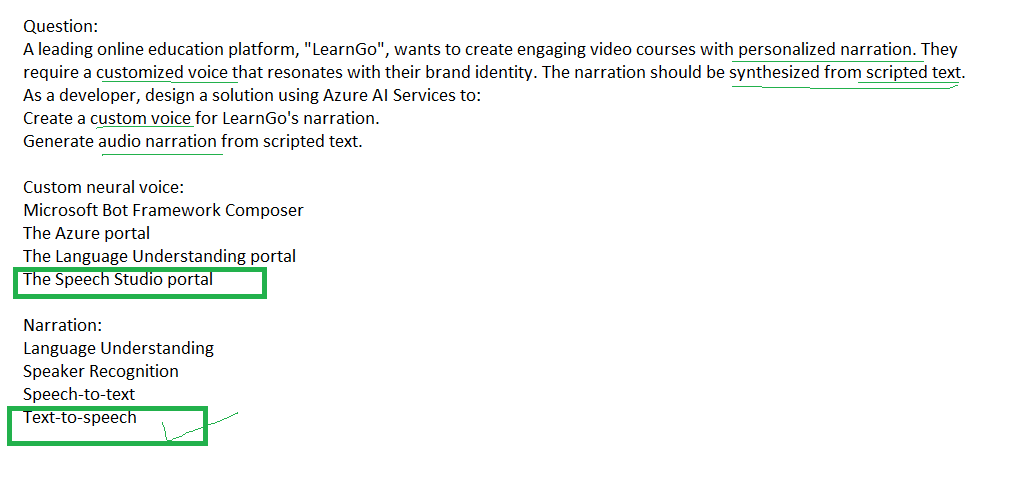 Question:
A leading online education platform, "LearnGo", wants to create engaging video courses with personalized narration. They
require a customized voice that resonates with their brand identity. The narration should be synthesized from scripted text.
As a developer, design a solution using Azure AI Services to:
Create a custom voice for LearnGo's narration.
Generate audio narration from scripted text.
Custom neural voice:
Microsoft Bot Framework Composer
The Azure portal
The Language Understanding portal
The Speech Studio portal
Narration:
Language Understanding
Speaker Recognition
Speech-to-text
Text-to-speech